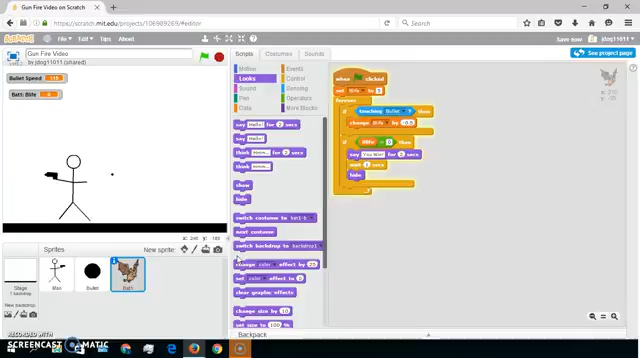 Gun Fire Video on Scratch
https://scratch.mit.edu/projects/106989269/#editor
Search
SCRATCH
File
Edit
Tips
About
jdog11011
Gun Fire Video
by jdog11011 (shared)
Save now
See project page
Scripts
Costumes
Sounds
Motion
Looks
Sound
Pen
Data
Events
Control
Sensing
Operators
More Blocks
say Hello! for 2 secs
say Hello!
think Hmm... for 2 secs
think Hmm...
show
hide
switch costume to bat1-b
next costume
switch backdrop to backdrop1
change color effect by 25
set color effect to 0
clear graphic effects
change size by 10
set size to 100 %
Bullet Speed
Bat1: Blife
when clicked
set Blife to
forever
if touching Bullet ? then
change Blife by -0.5
if Blife = 0 then
say You Win! for 2 secs
wait 1 secs
hide
Sprites
New sprite:
Stage
1 backdrop
New backdrop:
Man
Bullet
Bat1
Backpack
RECORDED WITH
SCREENCAST MATIC